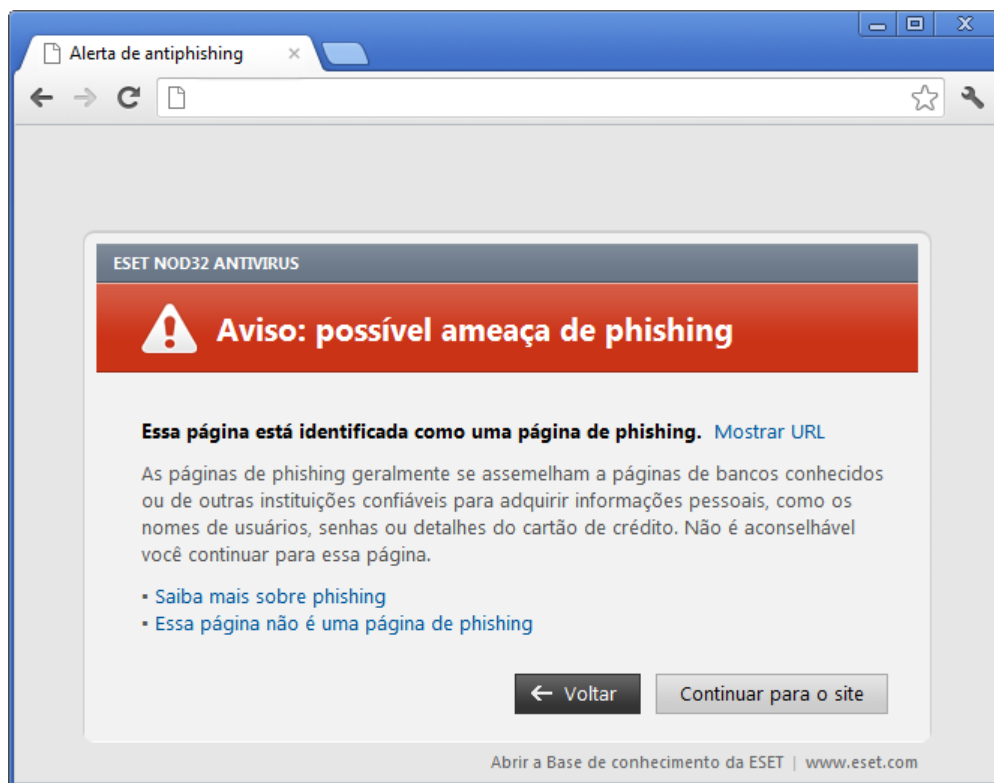 Alerta de antiphishing
ESET NOD32 ANTIVIRUS
Aviso: possível ameaça de phishing
Essa página está identificada como uma página de phishing. Mostrar URL
As páginas de phishing geralmente se assemelham a páginas de bancos conhecidos
ou de outras instituições confiáveis para adquirir informações pessoais, como os
nomes de usuários, senhas ou detalhes do cartão de crédito. Não é aconselhável
você continuar para essa página.
▪ Saiba mais sobre phishing
▪ Essa página não é uma página de phishing
Voltar Continuar para o site
Abrir a Base de conhecimento da ESET | www.eset.com